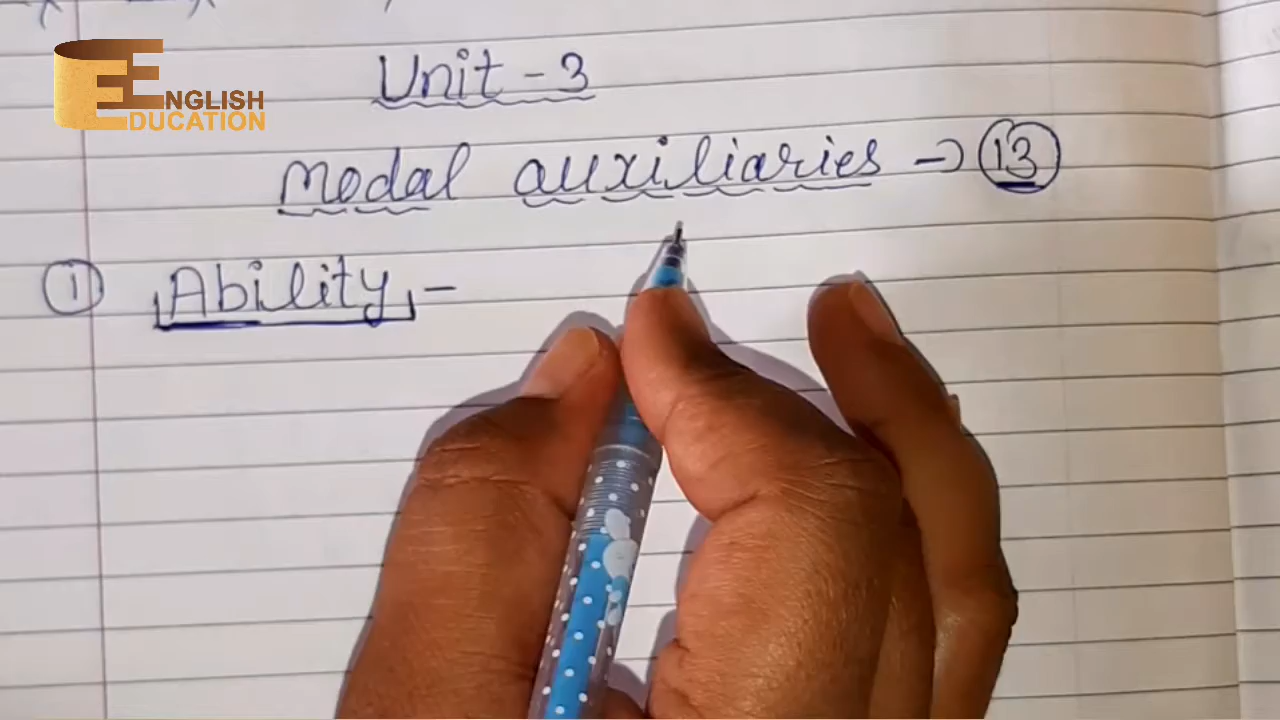 ENGLISH
EDUCATION
Unit - 3
Modal auxiliaries → 13
① Ability -